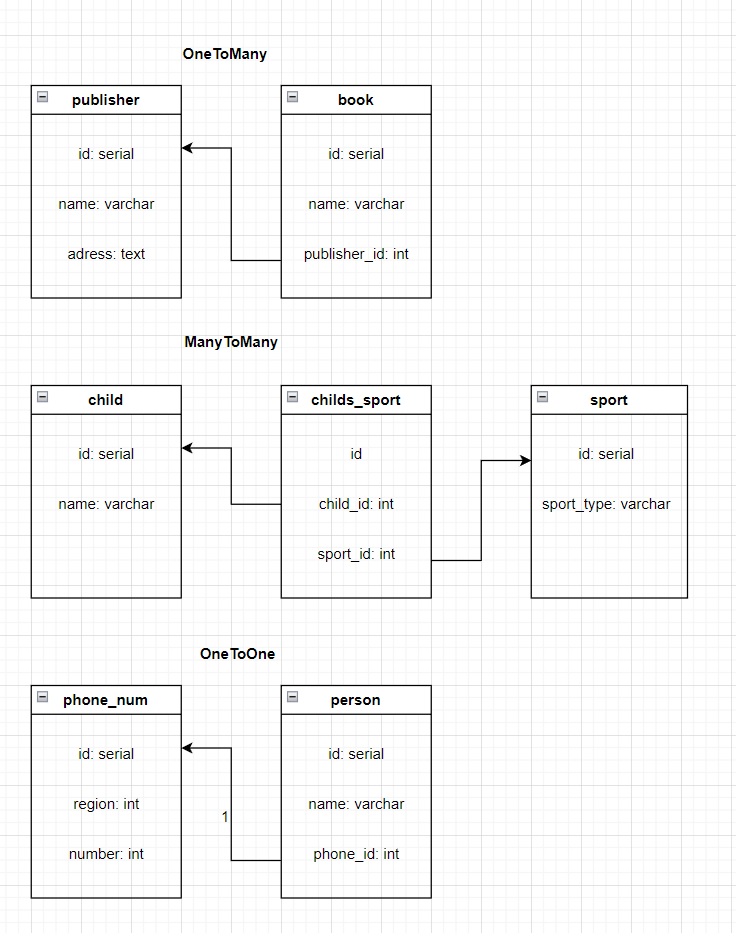 OneToMany
publisher
id: serial
name: varchar
adress: text
book
id: serial
name: varchar
publisher_id: int
ManyToMany
child
id: serial
name: varchar
childs_sport
id
child_id: int
sport_id: int
sport
id: serial
sport_type: varchar
OneToOne
phone_num
id: serial
region: int
number: int
1
person
id: serial
name: varchar
phone_id: int